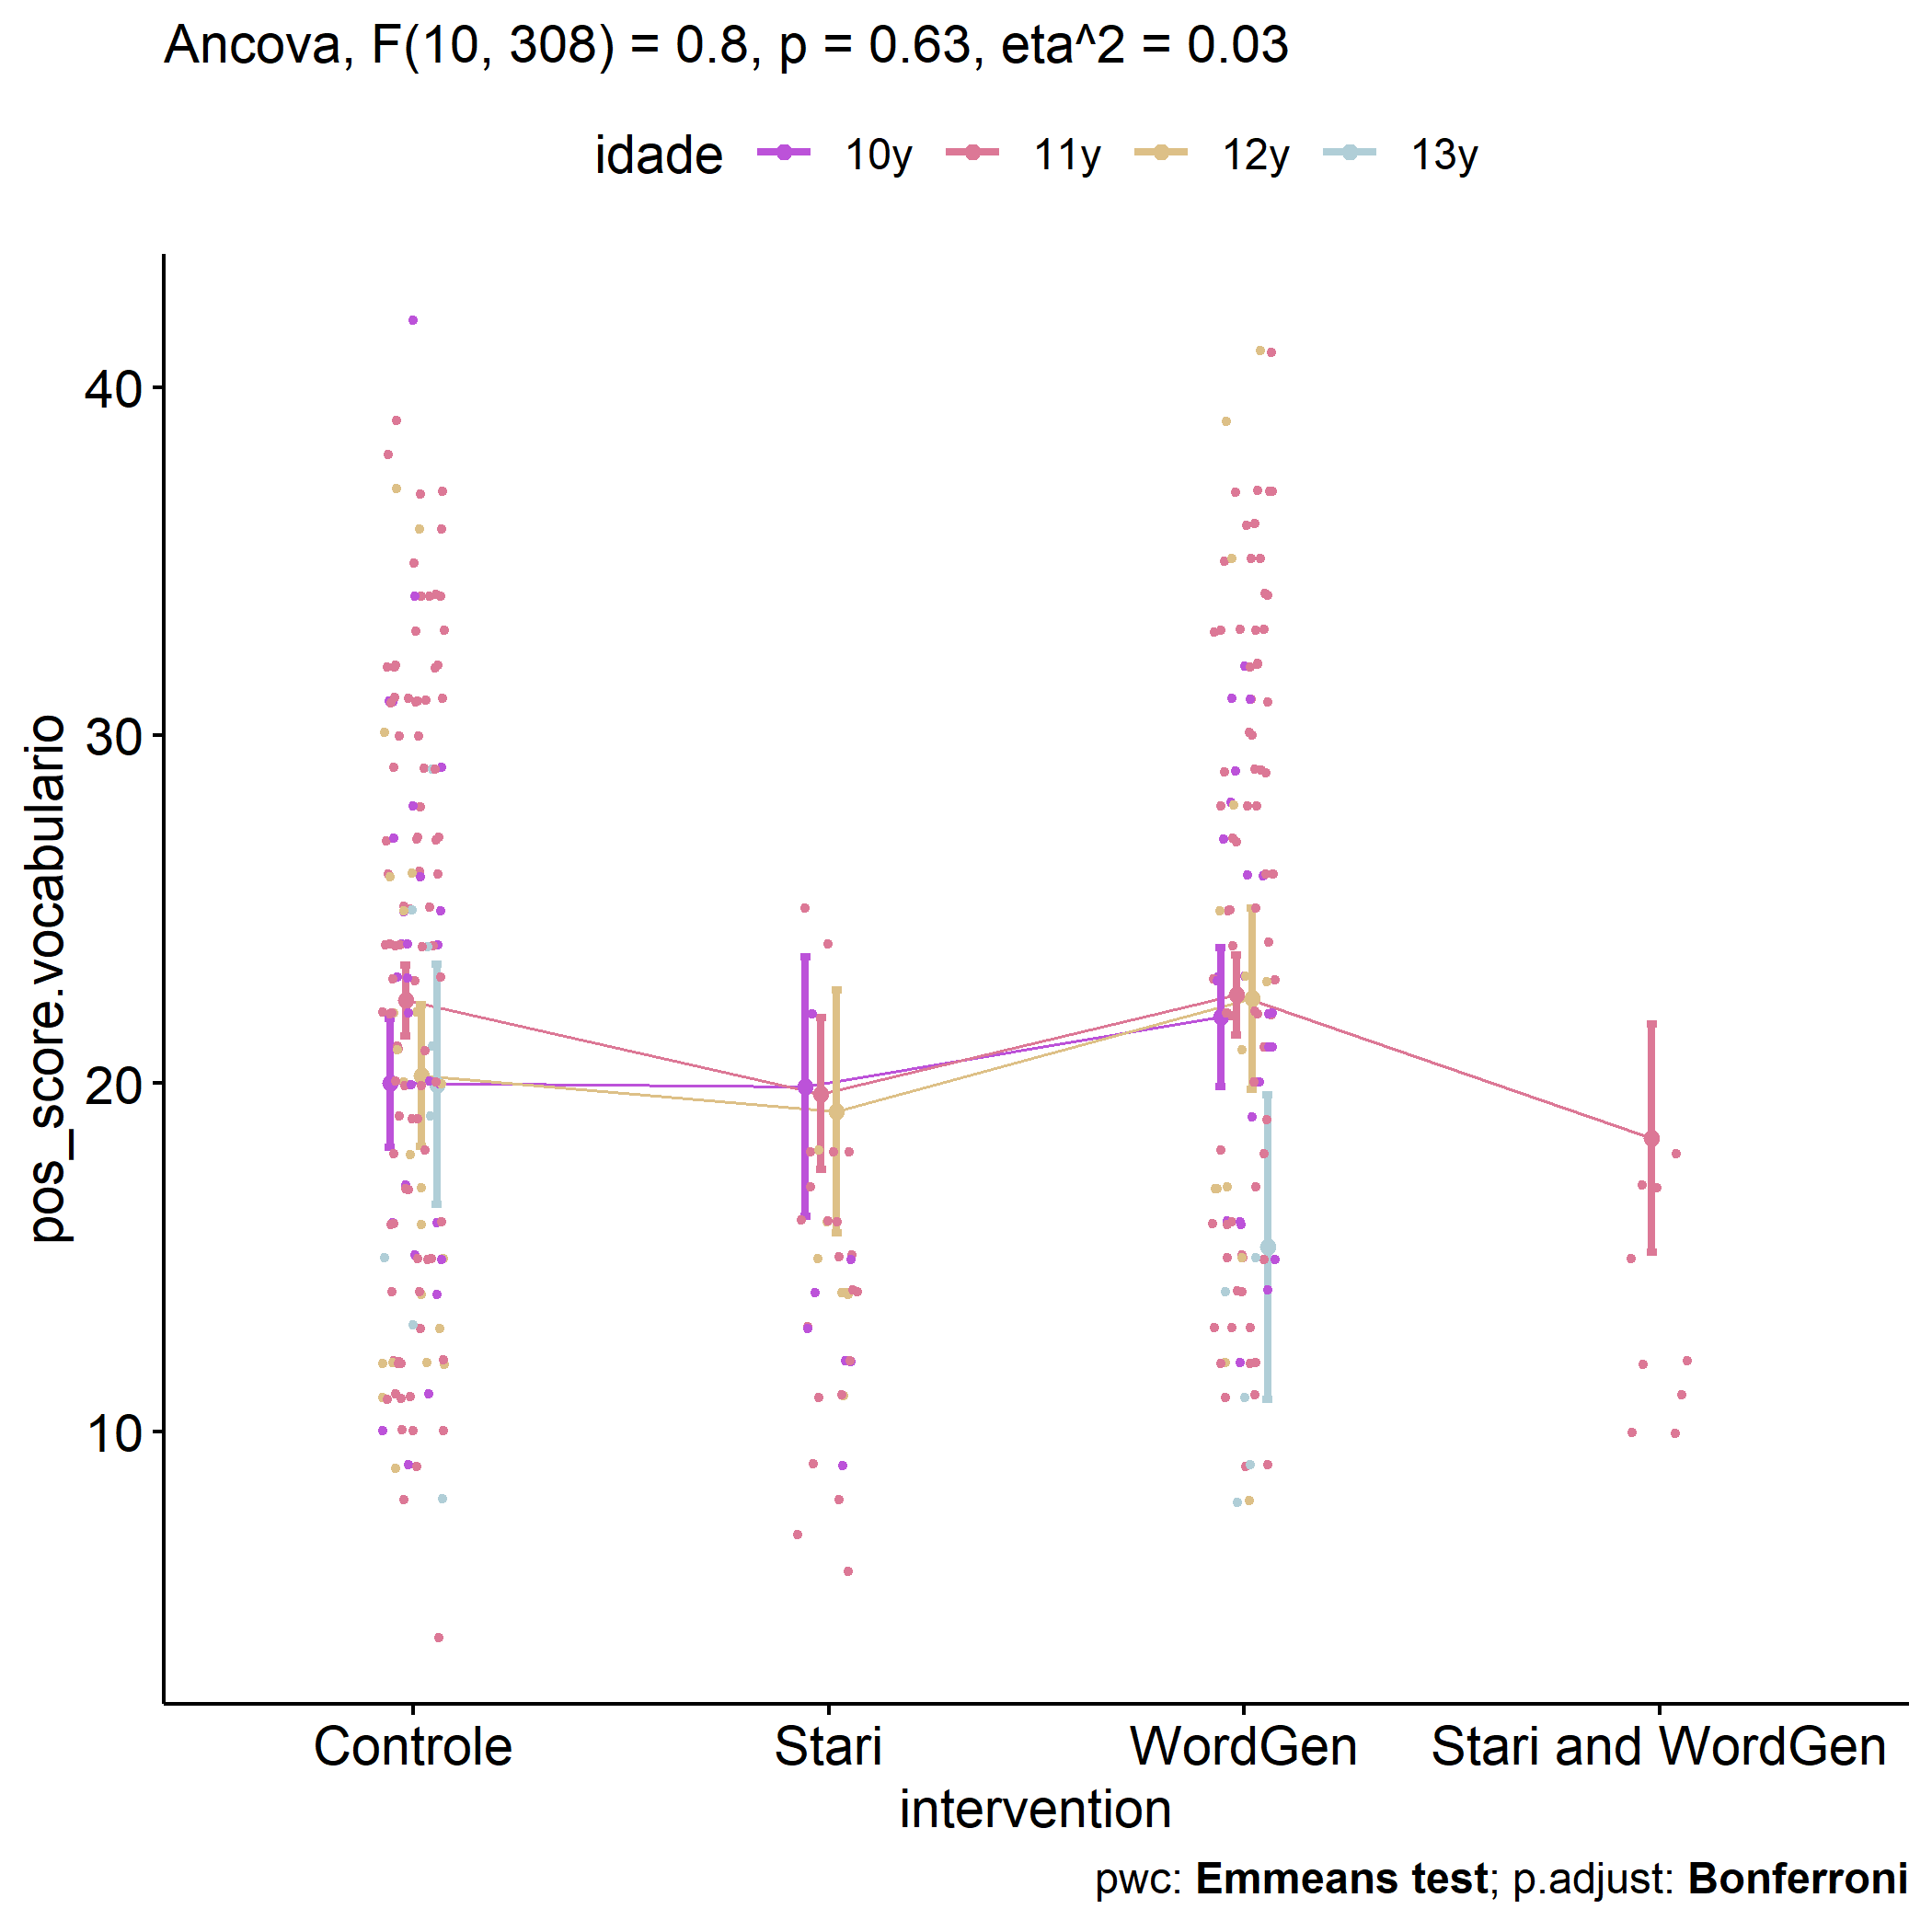 Ancova, F(10, 308) = 0.8, p = 0.63, eta^2 = 0.03
idade 10y 11y 12y 13y
pos_score.vocabulario
40
30
20
10
Controle Stari WordGen Stari and WordGen
intervention
pwc: Emmeans test; p.adjust: Bonferroni